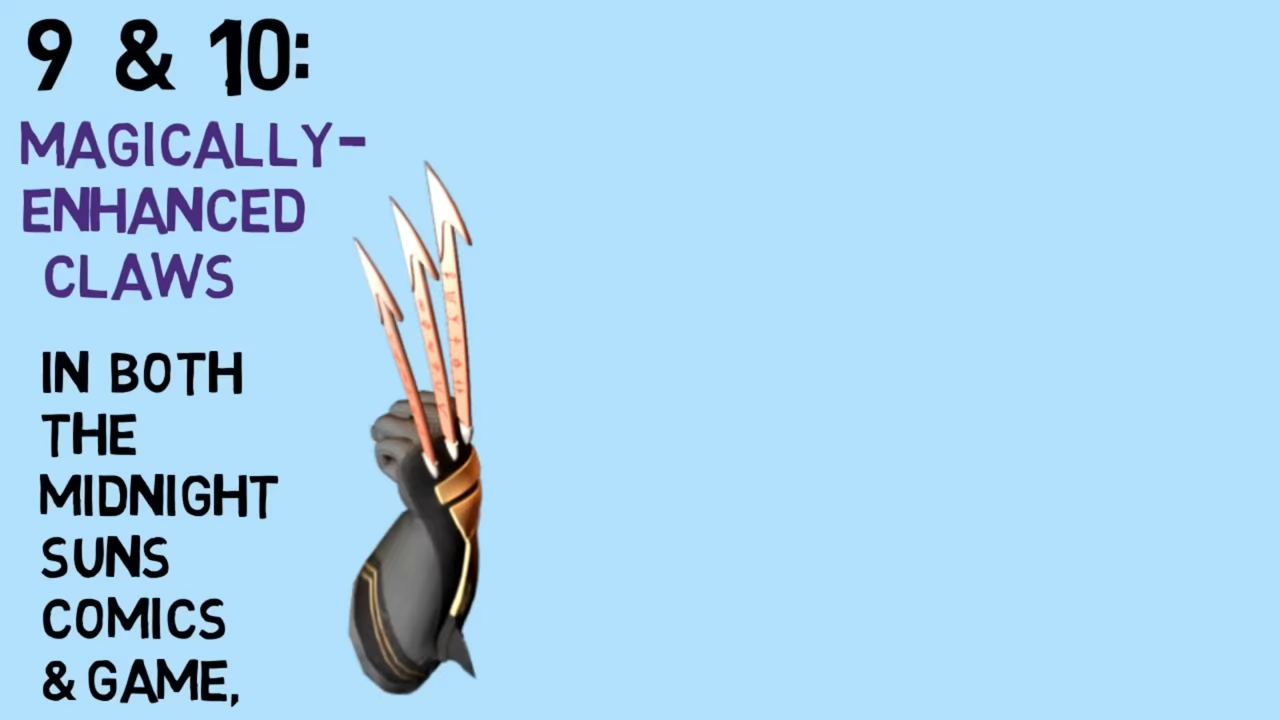 9 & 10:
MAGICALLY-
ENHANCED
CLAWS
IN BOTH
THE
MIDNIGHT
SUNS
COMICS
& GAME,